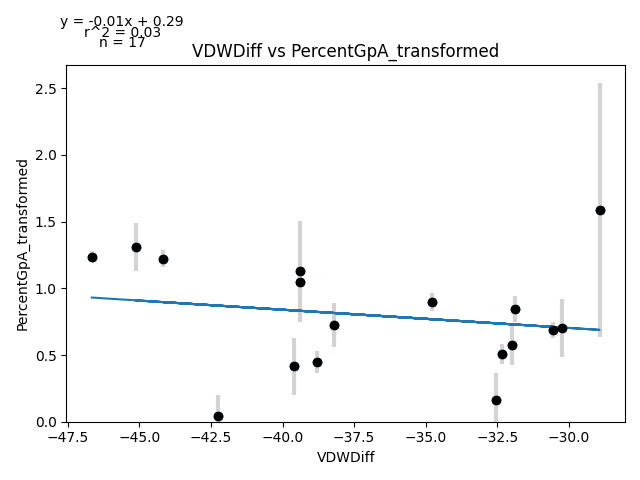 y = -0.01x + 0.29
r^2 = 0.03
n = 17
VDWDiff vs PercentGpA_transformed
PercentGpA_transformed
2.5
2.0
1.5
1.0
0.5
0.0
−47.5 −45.0 −42.5 −40.0 −37.5 −35.0 −32.5 −30.0
VDWDiff